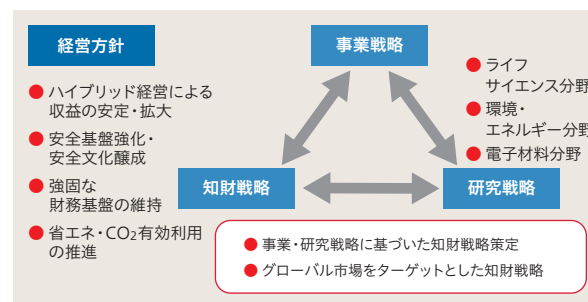 経営方針
● ハイブリッド経営による
収益の安定・拡大
● 安全基盤強化・
安全文化醸成
● 強固な
財務基盤の維持
● 省エネ・CO₂有効利用
の推進
事業戦略
● ライフ
サイエンス分野
● 環境・
エネルギー分野
● 電子材料分野
知財戦略
研究戦略
● 事業・研究戦略に基づいた知財戦略策定
● グローバル市場をターゲットとした知財戦略